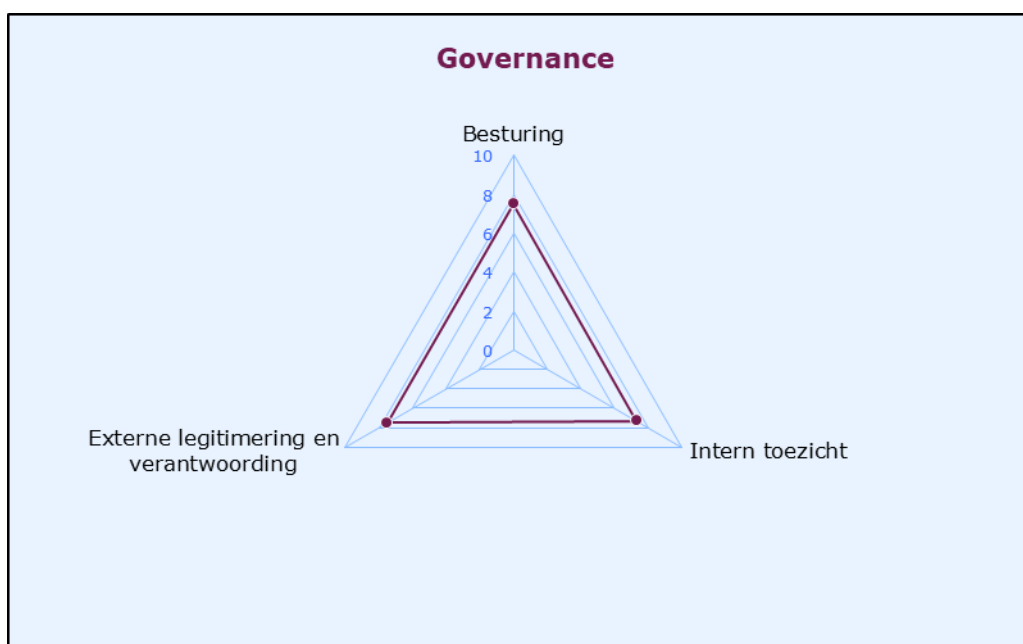 Governance
Besturing
10
8
6
4
2
0
Externe legitimering en
verantwoording
Intern toezicht